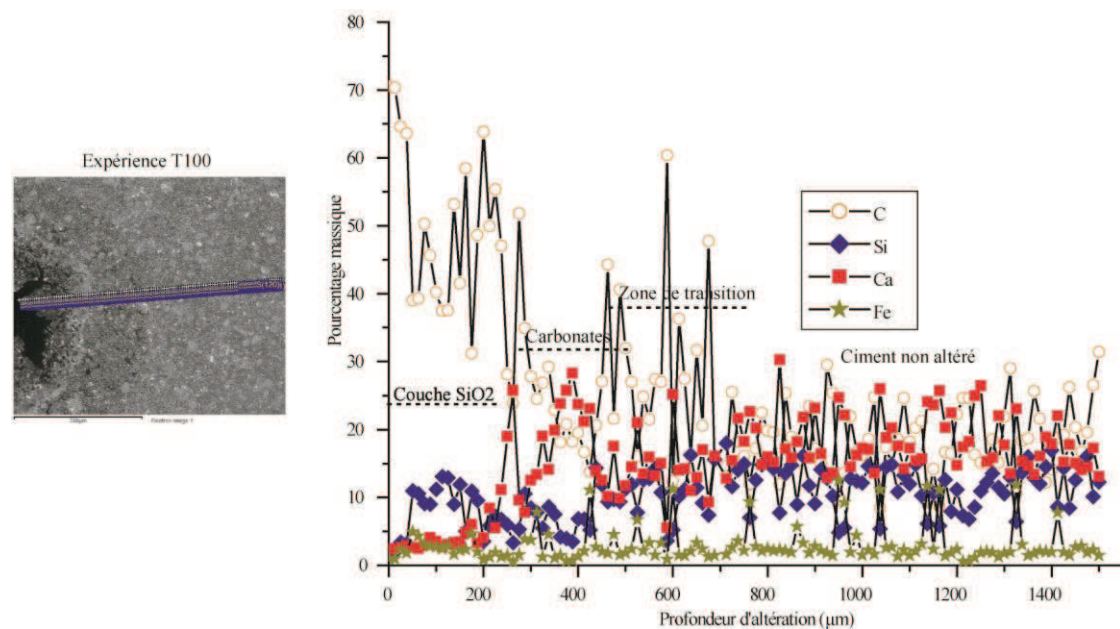 Expérience T100
80
70
60
50
40
30
20
10
0
Pourcentage massique
C
Si
Ca
Fe
Zone de transition
Carbonates
Ciment non altéré
Couche SiO2
0 200 400 600 800 1000 1200 1400
Profondeur d'altération (µm)